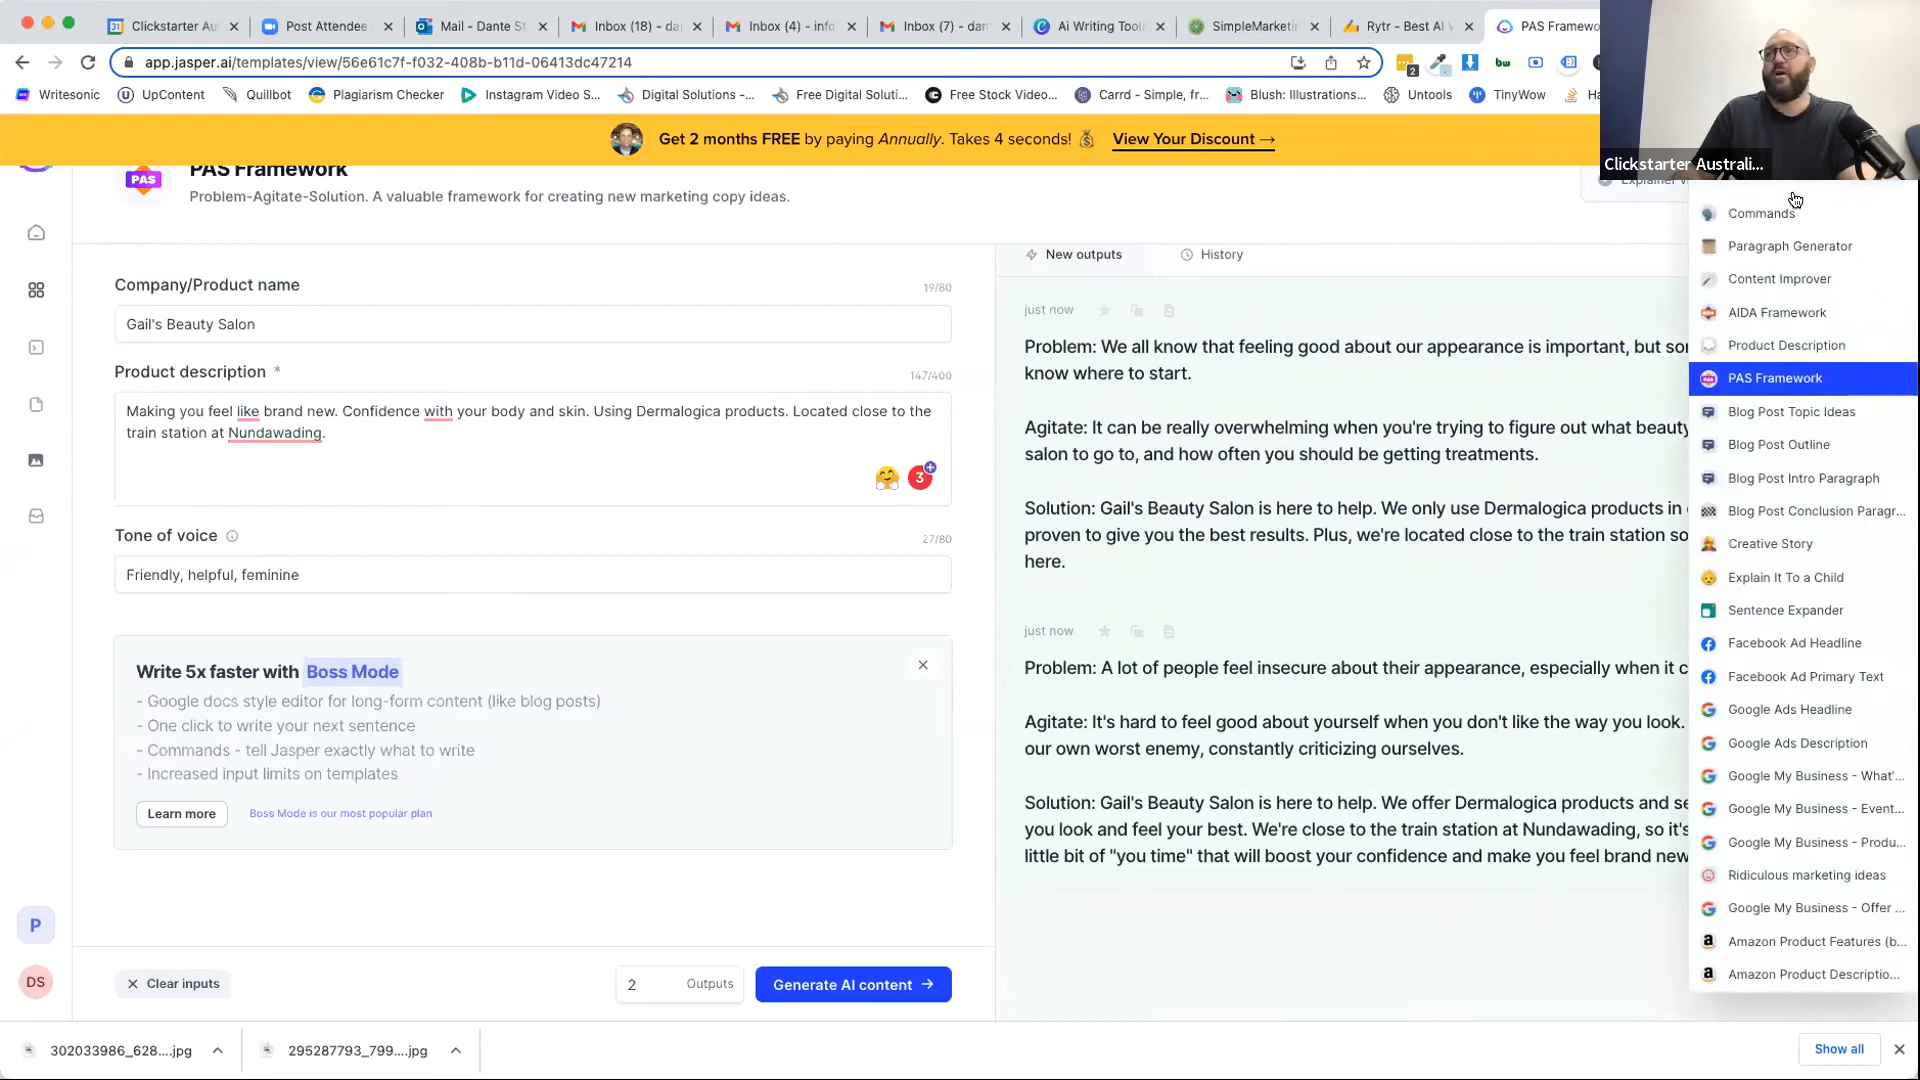 Clickstarter Au
Post Attendee
Mail - Dante St
Inbox (18) - da
Inbox (4) - info
Inbox (7) - dan
Ai Writing Tool
SimpleMarketin
Rytr - Best AI
PAS Framewo
app.jasper.ai/templates/view/56e61c7f-f032-408b-b11d-06413dc47214
2
bw
Writesonic
UpContent
Quillbot
Plagiarism Checker
Instagram Video S...
Digital Solutions -...
Free Digital Soluti...
Free Stock Video...
Carrd - Simple, fr...
Blush: Illustrations...
Untools
TinyWow
Ha
Get 2 months FREE by paying Annually. Takes 4 seconds! 💰 View Your Discount →
Clickstarter Australi...
PAS
PAS Framework
Problem-Agitate-Solution. A valuable framework for creating new marketing copy ideas.
Explainer
Company/Product name
19/80
Gail's Beauty Salon
Product description *
147/400
Making you feel like brand new. Confidence with your body and skin. Using Dermalogica products. Located close to the
train station at Nundawading.
3
Tone of voice
27/80
Friendly, helpful, feminine
Write 5x faster with Boss Mode
- Google docs style editor for long-form content (like blog posts)
- One click to write your next sentence
- Commands - tell Jasper exactly what to write
- Increased input limits on templates
Learn more
Boss Mode is our most popular plan
P
DS
Clear inputs
2 Outputs
Generate AI content →
New outputs
History
just now
Problem: We all know that feeling good about our appearance is important, but so
know where to start.
Agitate: It can be really overwhelming when you're trying to figure out what beauty
salon to go to, and how often you should be getting treatments.
Solution: Gail's Beauty Salon is here to help. We only use Dermalogica products in
proven to give you the best results. Plus, we're located close to the train station so
here.
just now
Problem: A lot of people feel insecure about their appearance, especially when it c
Agitate: It's hard to feel good about yourself when you don't like the way you look.
our own worst enemy, constantly criticizing ourselves.
Solution: Gail's Beauty Salon is here to help. We offer Dermalogica products and se
you look and feel your best. We're close to the train station at Nundawading, so it's
little bit of "you time" that will boost your confidence and make you feel brand new
Commands
Paragraph Generator
Content Improver
AIDA Framework
Product Description
PAS Framework
Blog Post Topic Ideas
Blog Post Outline
Blog Post Intro Paragraph
Blog Post Conclusion Paragr...
Creative Story
Explain It To a Child
Sentence Expander
Facebook Ad Headline
Facebook Ad Primary Text
Google Ads Headline
Google Ads Description
Google My Business - What'...
Google My Business - Event...
Google My Business - Produ...
Ridiculous marketing ideas
Google My Business - Offer ...
Amazon Product Features (b...
Amazon Product Descriptio...
302033986_628....jpg
295287793_799....jpg
Show all